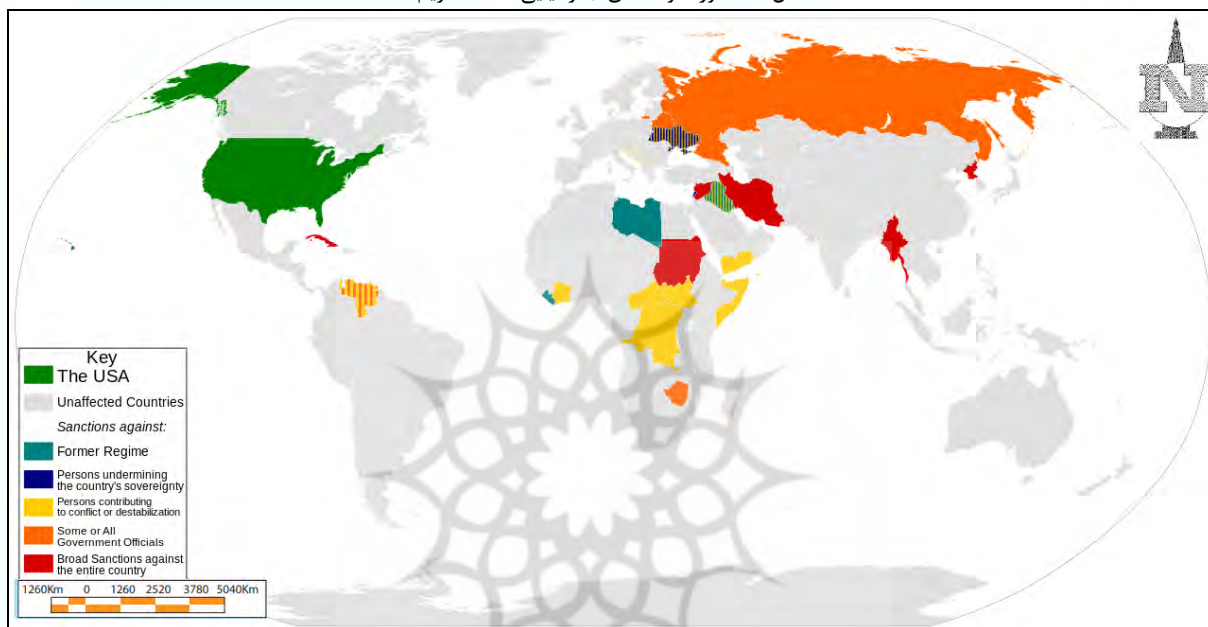 N
Key
The USA
Unaffected Countries
Sanctions against:
Former Regime
Persons undermining
the country's sovereignty
Persons contributing
to conflict or destabilization
Some or All
Government Officials
Broad Sanctions against
the entire country
1260Km 0 1260 2520 3780 5040Km